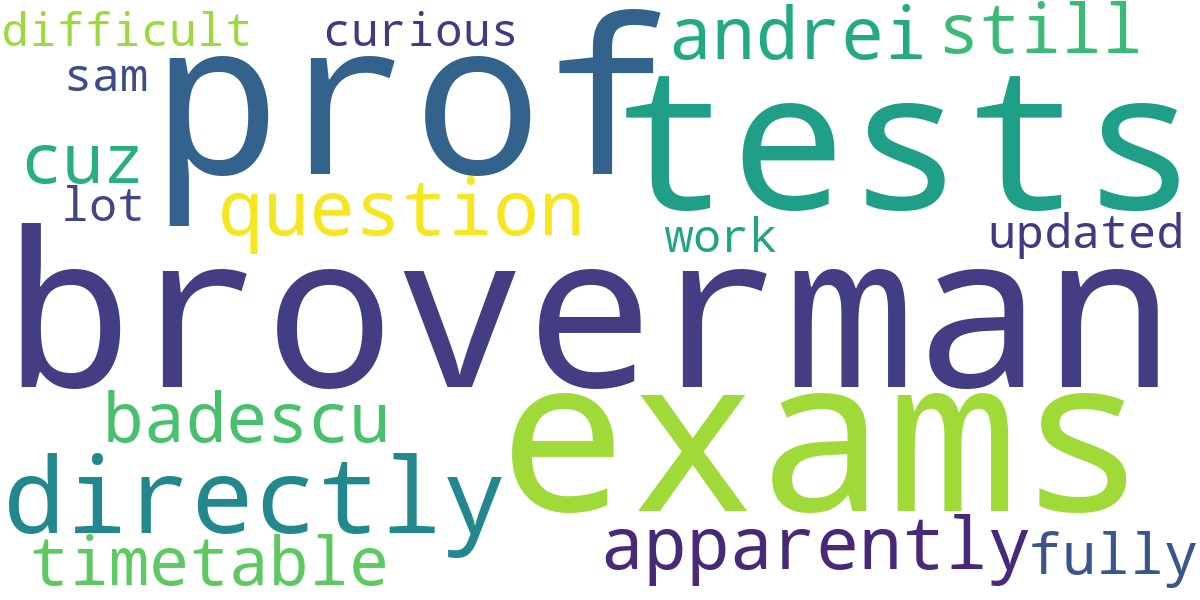 difficult curious andrei still
sam prof tests
cuz
lot question work updated
broverman
badescu exams
directly
timetable apparently fully